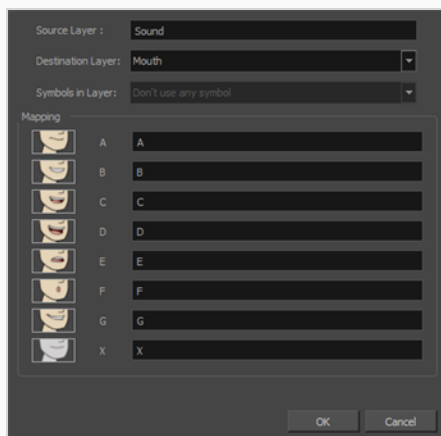 Source Layer : Sound
Destination Layer: Mouth
Symbols in Layer: Don't use any symbol
Mapping
A A
B B
C C
D D
E E
F F
G G
X X
OK Cancel